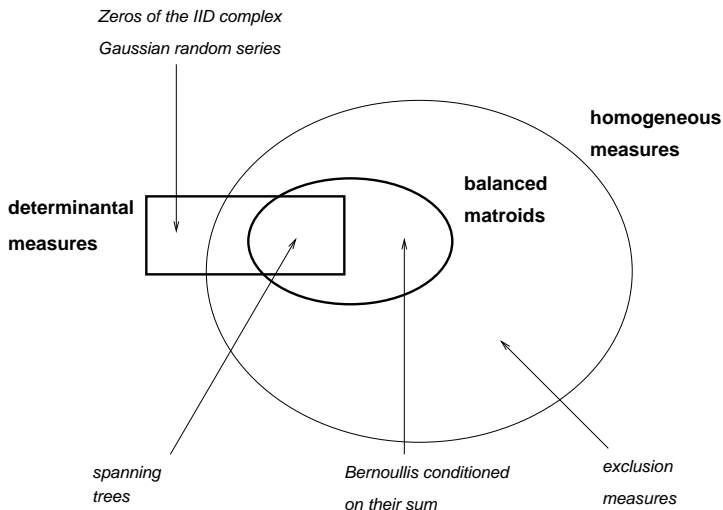 Zeros of the IID complex
Gaussian random series
homogeneous
measures
balanced
matroids
determinantal
measures
spanning
trees
Bernoullis conditioned
on their sum
exclusion
measures